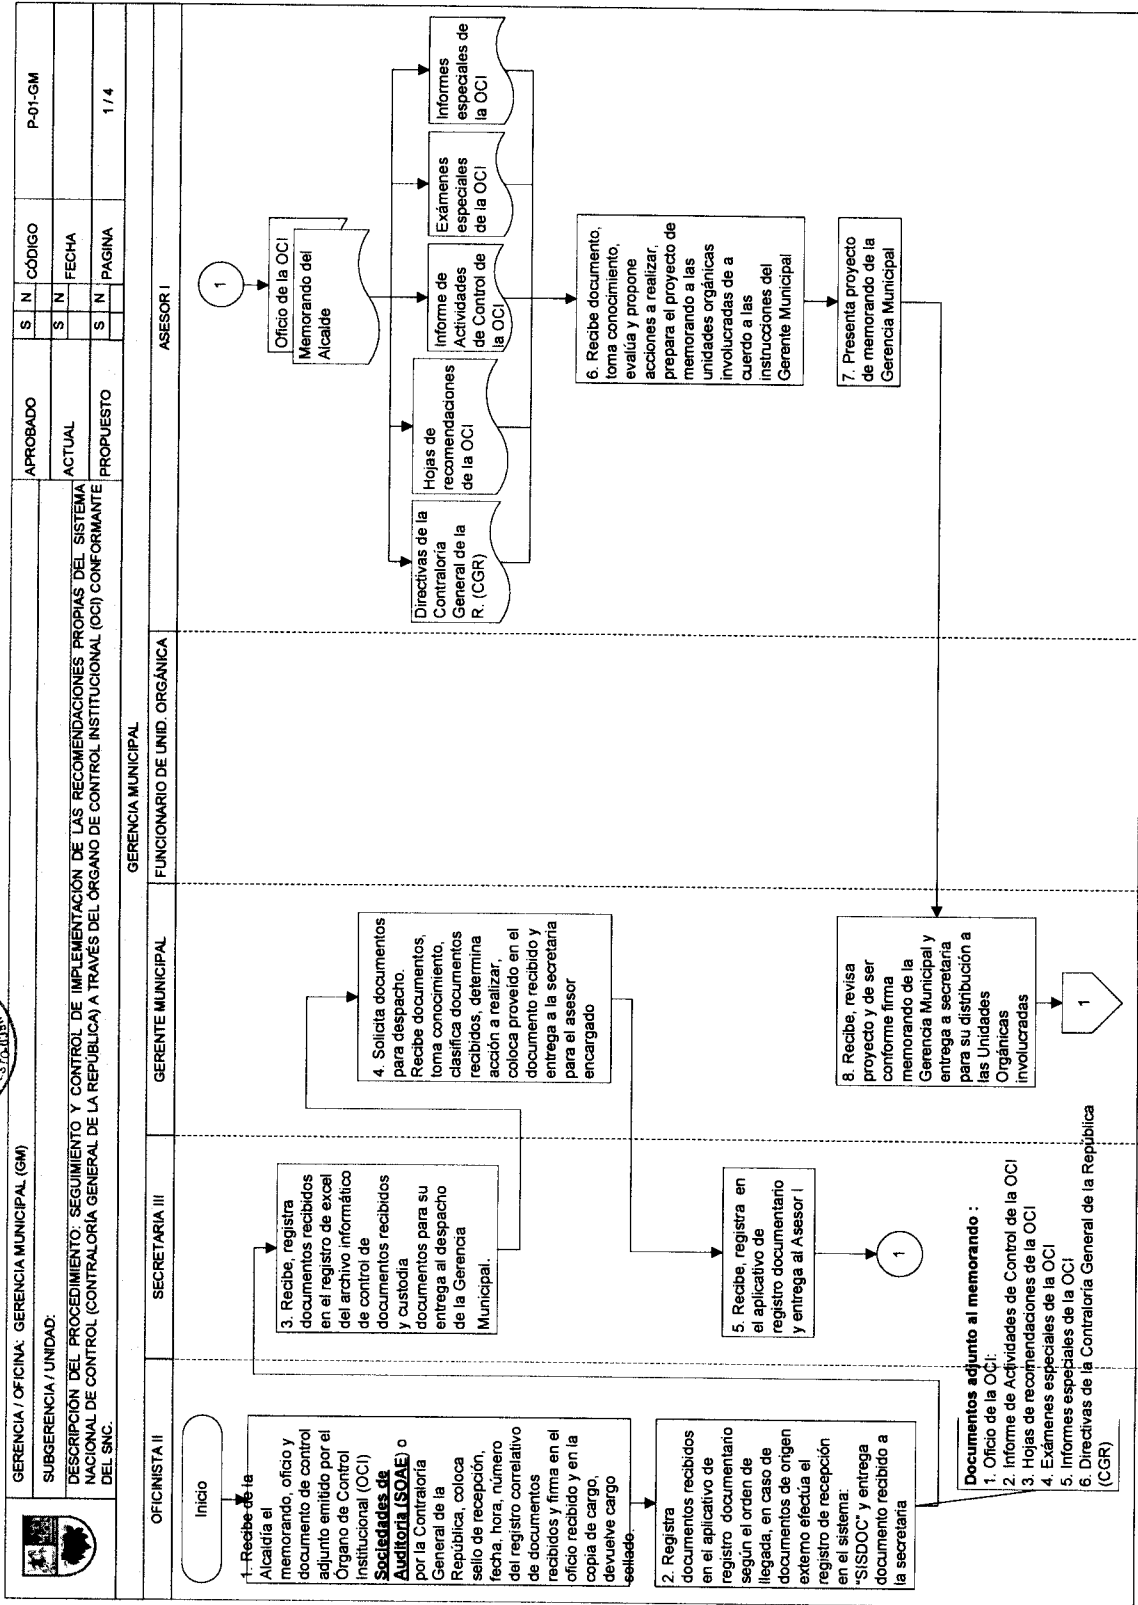 GERENCIA / OFICINA: GERENCIA MUNICIPAL (GM)
APROBADO
S N CÓDIGO
P-01-GM
SUBGERENCIA / UNIDAD:
ACTUAL
S N FECHA
DESCRIPCIÓN DEL PROCEDIMIENTO: SEGUIMIENTO Y CONTROL DE IMPLEMENTACIÓN DE LAS RECOMENDACIONES PROPIAS DEL SISTEMA
NACIONAL DE CONTROL (CONTRALORÍA GENERAL DE LA REPÚBLICA) A TRAVÉS DEL ÓRGANO DE CONTROL INSTITUCIONAL (OCI) CONFORMANTE
DEL SNC.
PROPUESTO
S N PAGINA
1 / 4
GERENCIA MUNICIPAL
OFICINISTA II
SECRETARIA III
GERENTE MUNICIPAL
FUNCIONARIO DE UNID. ORGÁNICA
ASESOR I
Inicio
1. Recibe de la
Alcaldía el
memorando, oficio y
documento de control
adjunto emitido por el
Órgano de Control
Institucional (OCI)
Sociedades de
Auditoria (SOAE) o
por la Contraloría
General de la
República, coloca
sello de recepción,
fecha, hora, número
del registro correlativo
de documentos
recibidos y firma en el
oficio recibido y en la
copia de cargo,
devuelve cargo
sellado.
2. Registra
documentos recibidos
en el aplicativo de
registro documentario
según el orden de
llegada, en caso de
documentos de origen
externo efectúa el
registro de recepción
en el sistema:
"SISDOC" y entrega
documento recibido a
la secretaria
3. Recibe, registra
documentos recibidos
en el registro de excel
del archivo informático
de control de
documentos recibidos
y custodia
documentos para su
entrega al despacho
de la Gerencia
Municipal.
4. Solicita documentos
para despacho.
Recibe documentos,
toma conocimiento,
clasifica documentos
recibidos, determina
acción a realizar,
coloca proveído en el
documento recibido y
entrega a la secretaria
para el asesor
encargado
5. Recibe, registra en
el aplicativo de
registro documentario
y entrega al Asesor I
1
1
Oficio de la OCI
Memorando del
Alcalde
Directivas de la
Contraloría
General de la
R. (CGR)
Hojas de
recomendaciones
de la OCI
Informe de
Actividades
de Control de
la OCI
Exámenes
especiales
de la OCI
Informes
especiales de
la OCI
6. Recibe documento,
toma conocimiento,
evalúa y propone
acciones a realizar,
prepara el proyecto de
memorando a las
unidades orgánicas
involucradas de a
cuerdo a las
instrucciones del
Gerente Municipal
7. Presenta proyecto
de memorando de la
Gerencia Municipal
8. Recibe, revisa
proyecto y de ser
conforme firma
memorando de la
Gerencia Municipal y
entrega a secretaria
para su distribución a
las Unidades
Orgánicas
involucradas
1
Documentos adjunto al memorando :
1. Oficio de la OCI:
2. Informe de Actividades de Control de la OCI
3. Hojas de recomendaciones de la OCI
4. Exámenes especiales de la OCI
5. Informes especiales de la OCI
6. Directivas de la Contraloría General de la República
(CGR)